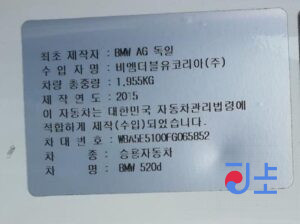 최초 제작자 : BMW AG 독일
수 입 자 명 : 비엠더블유코리아(주)
차량 총중량 : 1,955KG
제 작 연 도 : 2015
이 자동차는 대한민국 자동차관리법령에
적합하게 제작(수입)되었습니다.
차 대 번 호 : WBA5E5100FG065852
차 종 : 승용자동차
차 명 : BMW 520d